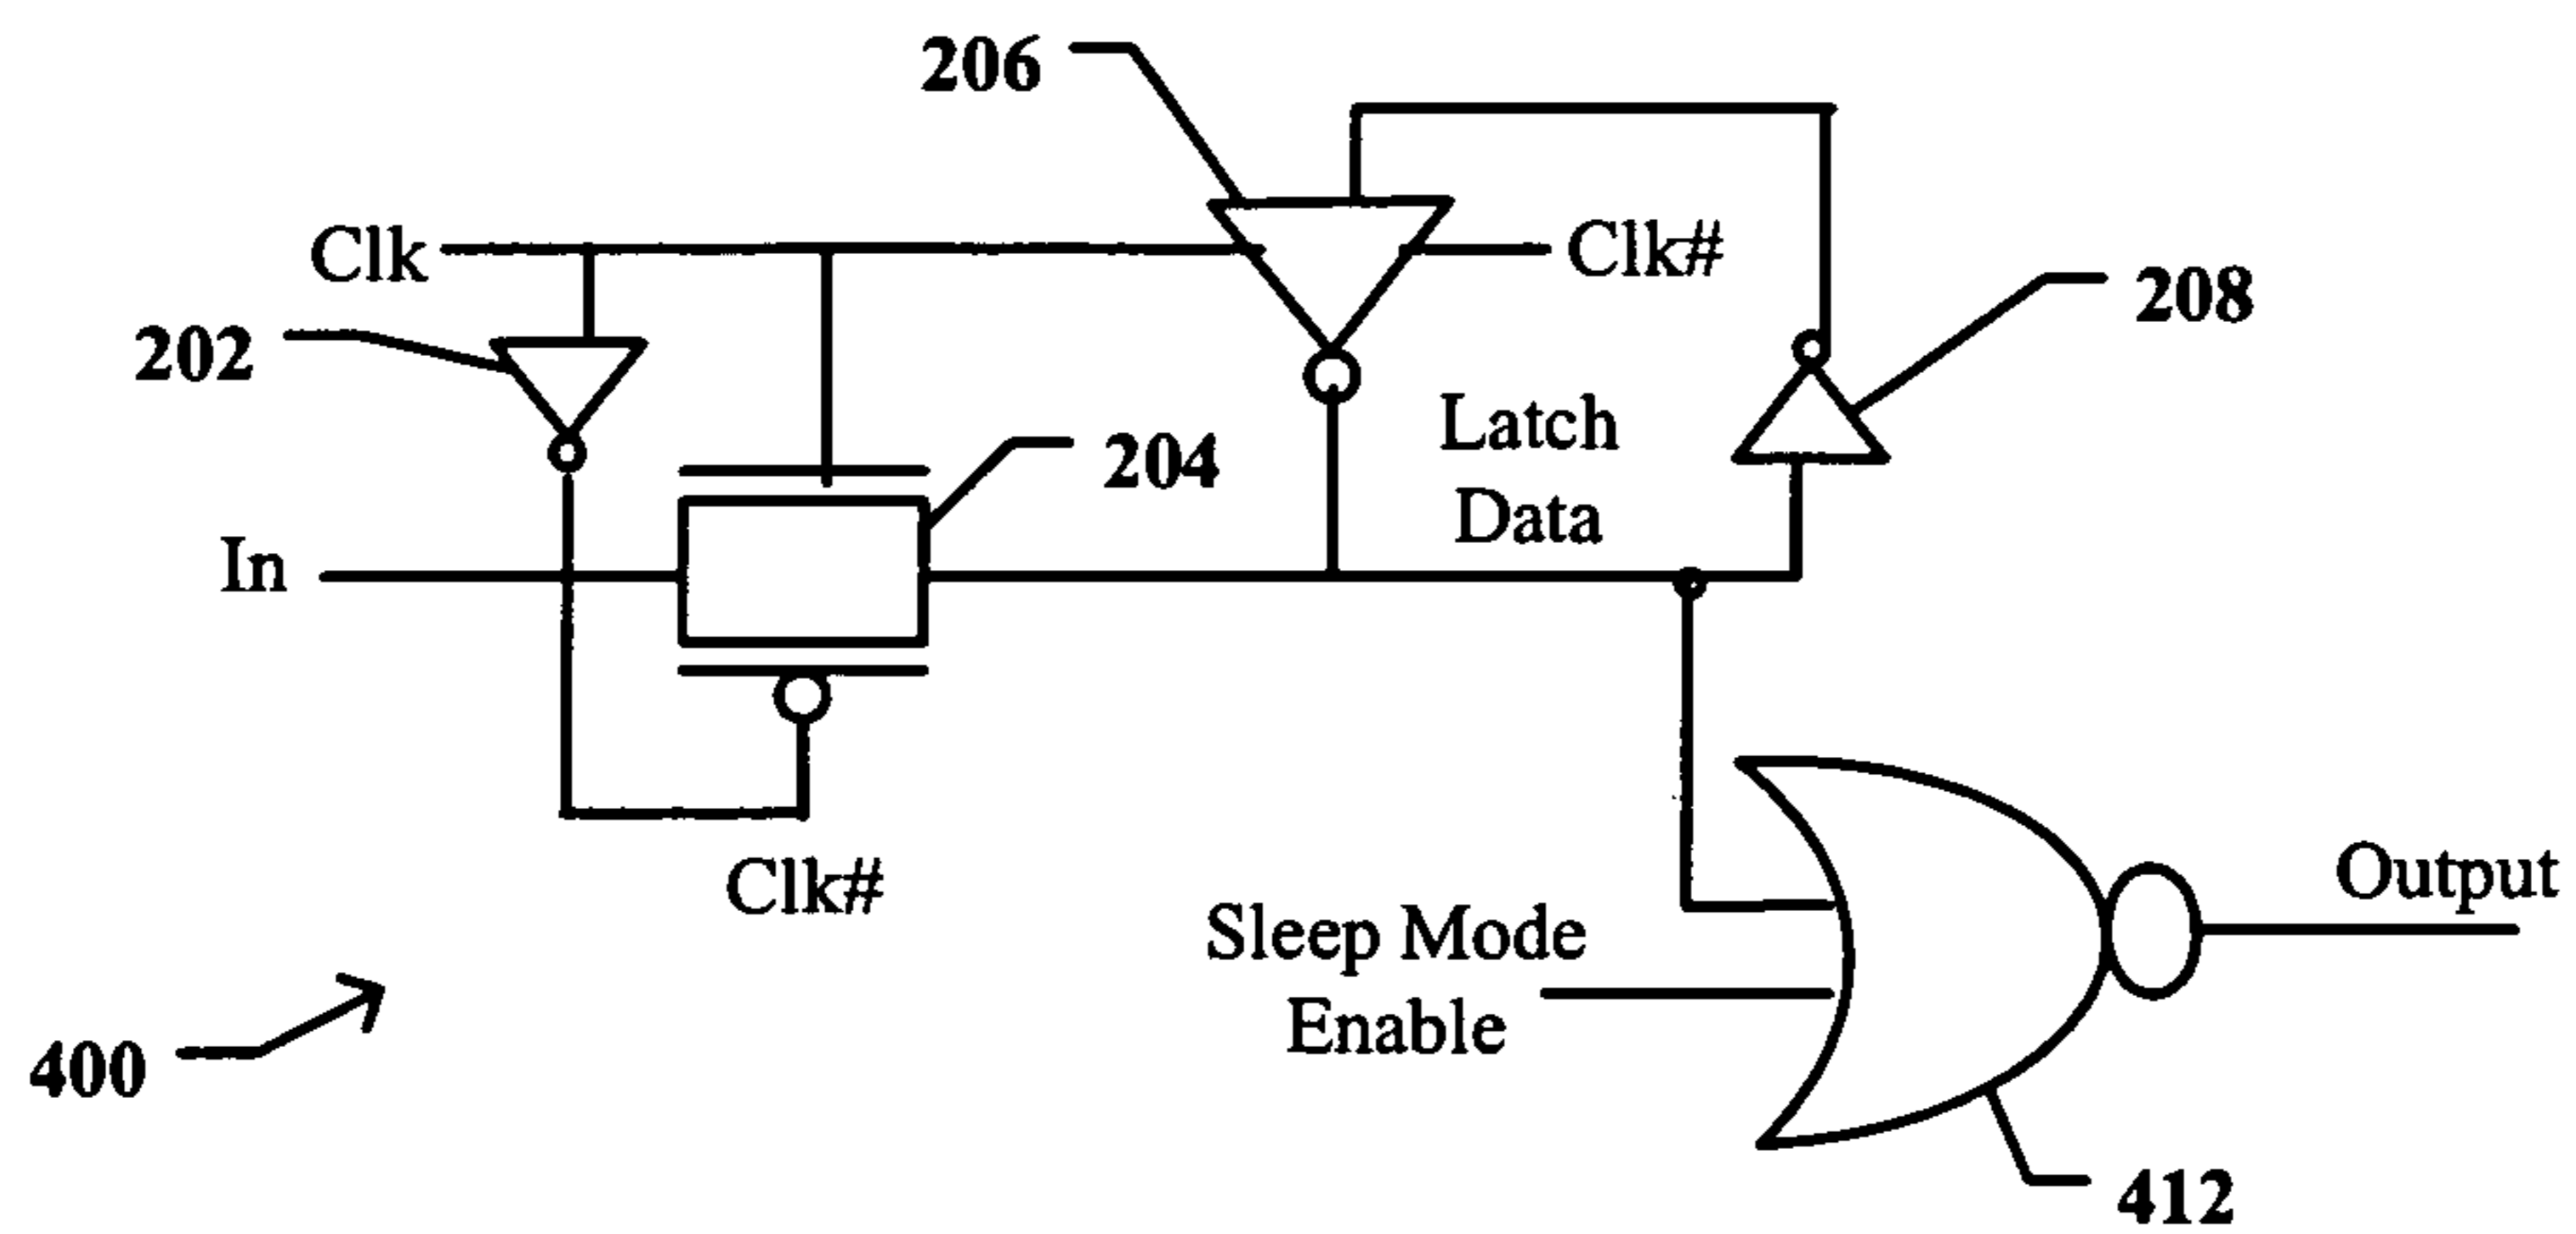 206
Clk
Clk#
208
202
Latch
204
Data
In
Clk#
Output
Sleep Mode
Enable
400
412